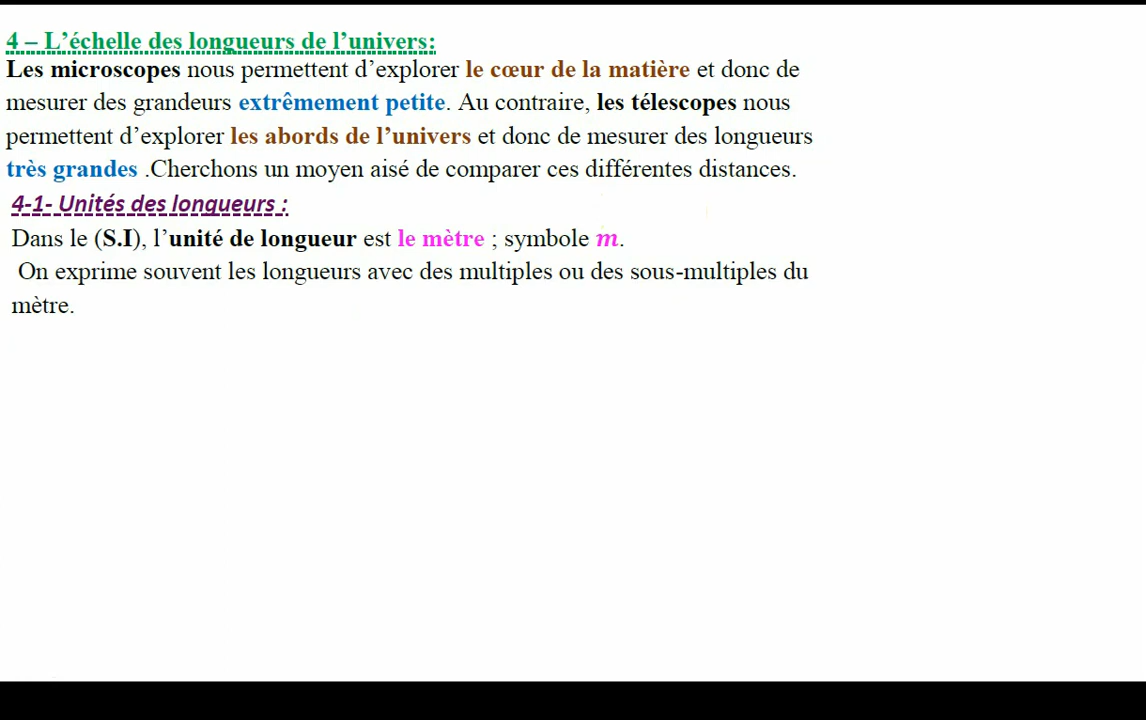 4 – L’échelle des longueurs de l’univers:
Les microscopes nous permettent d’explorer le cœur de la matière et donc de
mesurer des grandeurs extrêmement petite. Au contraire, les télescopes nous
permettent d’explorer les abords de l’univers et donc de mesurer des longueurs
très grandes .Cherchons un moyen aisé de comparer ces différentes distances.
4-1- Unités des longueurs :
Dans le (S.I), l’unité de longueur est le mètre ; symbole m.
On exprime souvent les longueurs avec des multiples ou des sous-multiples du
mètre.